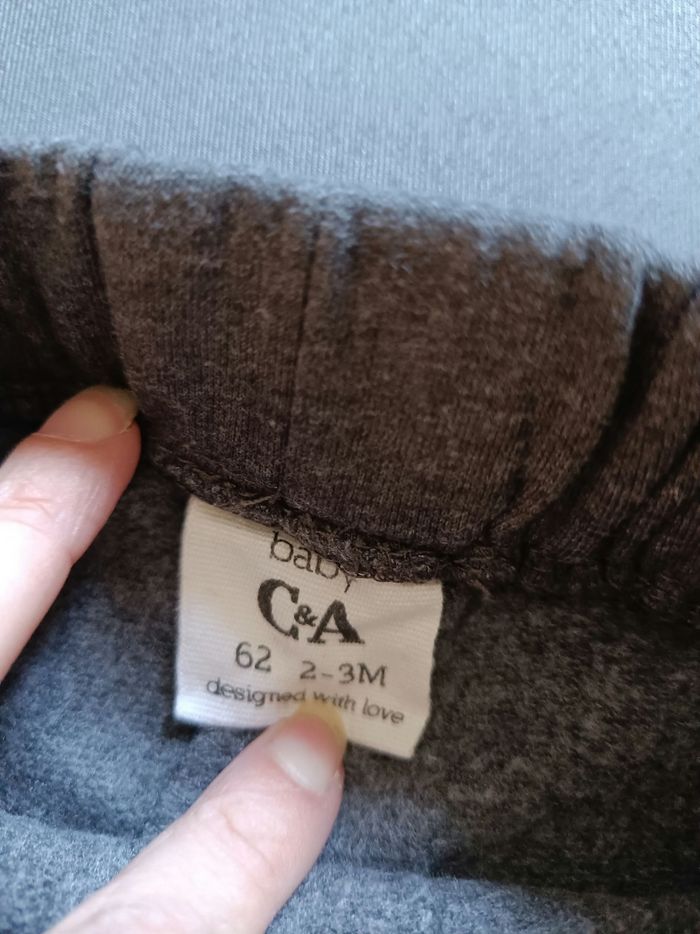 baby
C&A
62 2-3M
designed with love